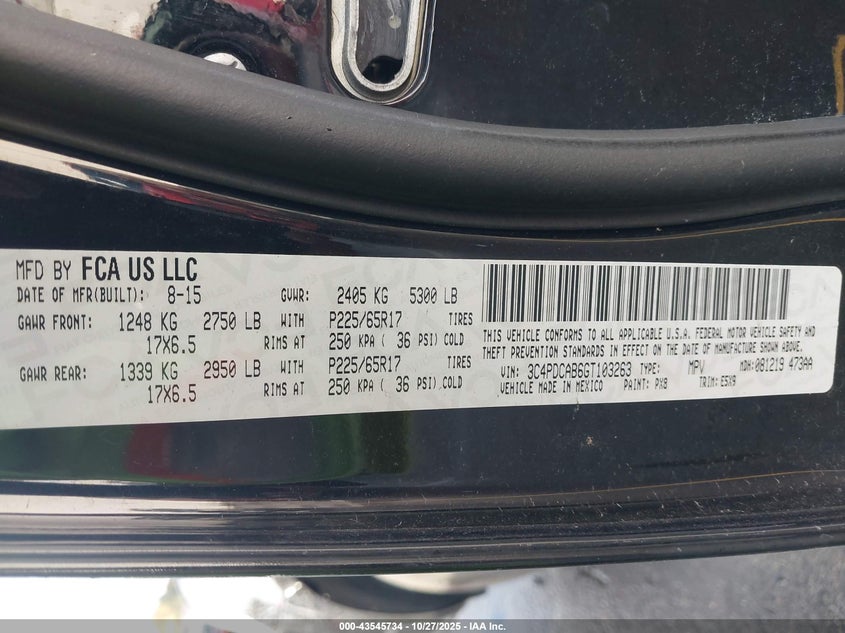 MFD BY FCA US LLC
DATE OF MFR(BUILT): 8-15 GVWR: 2405 KG 5300 LB
GAWR FRONT: 1248 KG 2750 LB WITH P225/65R17 TIRES
17X6.5 RIMS AT 250 KPA ( 36 PSI) COLD
GAWR REAR: 1339 KG 2950 LB WITH P225/65R17 TIRES
17X6.5 RIMS AT 250 KPA ( 36 PSI) COLD
THIS VEHICLE CONFORMS TO ALL APPLICABLE U.S.A. FEDERAL MOTOR VEHICLE SAFETY AND
THEFT PREVENTION STANDARDS IN EFFECT ON THE DATE OF MANUFACTURE SHOWN ABOVE.
VIN: 3C4PDCAB6GT103263 TYPE: MPV MDH: 081219 473AA
VEHICLE MADE IN MEXICO PAINT: PX8 TRIM: E5X9
000-43545734 / 10/27/2025 - IAA Inc.